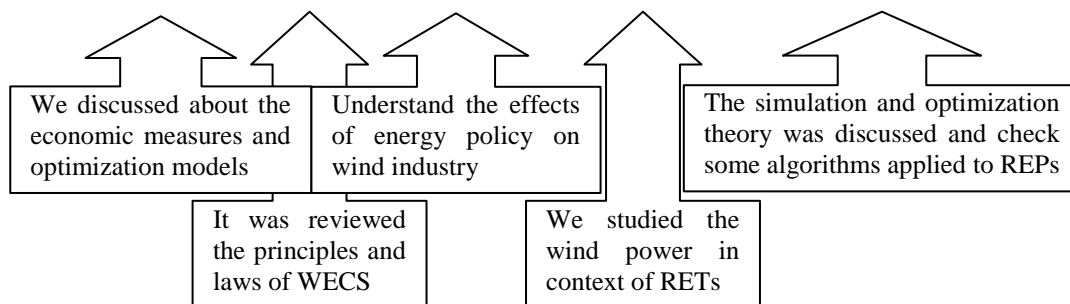 We discussed about the
economic measures and
optimization models
Understand the effects
of energy policy on
wind industry
The simulation and optimization
theory was discussed and check
some algorithms applied to REPs
It was reviewed
the principles and
laws of WECS
We studied the
wind power in
context of RETs